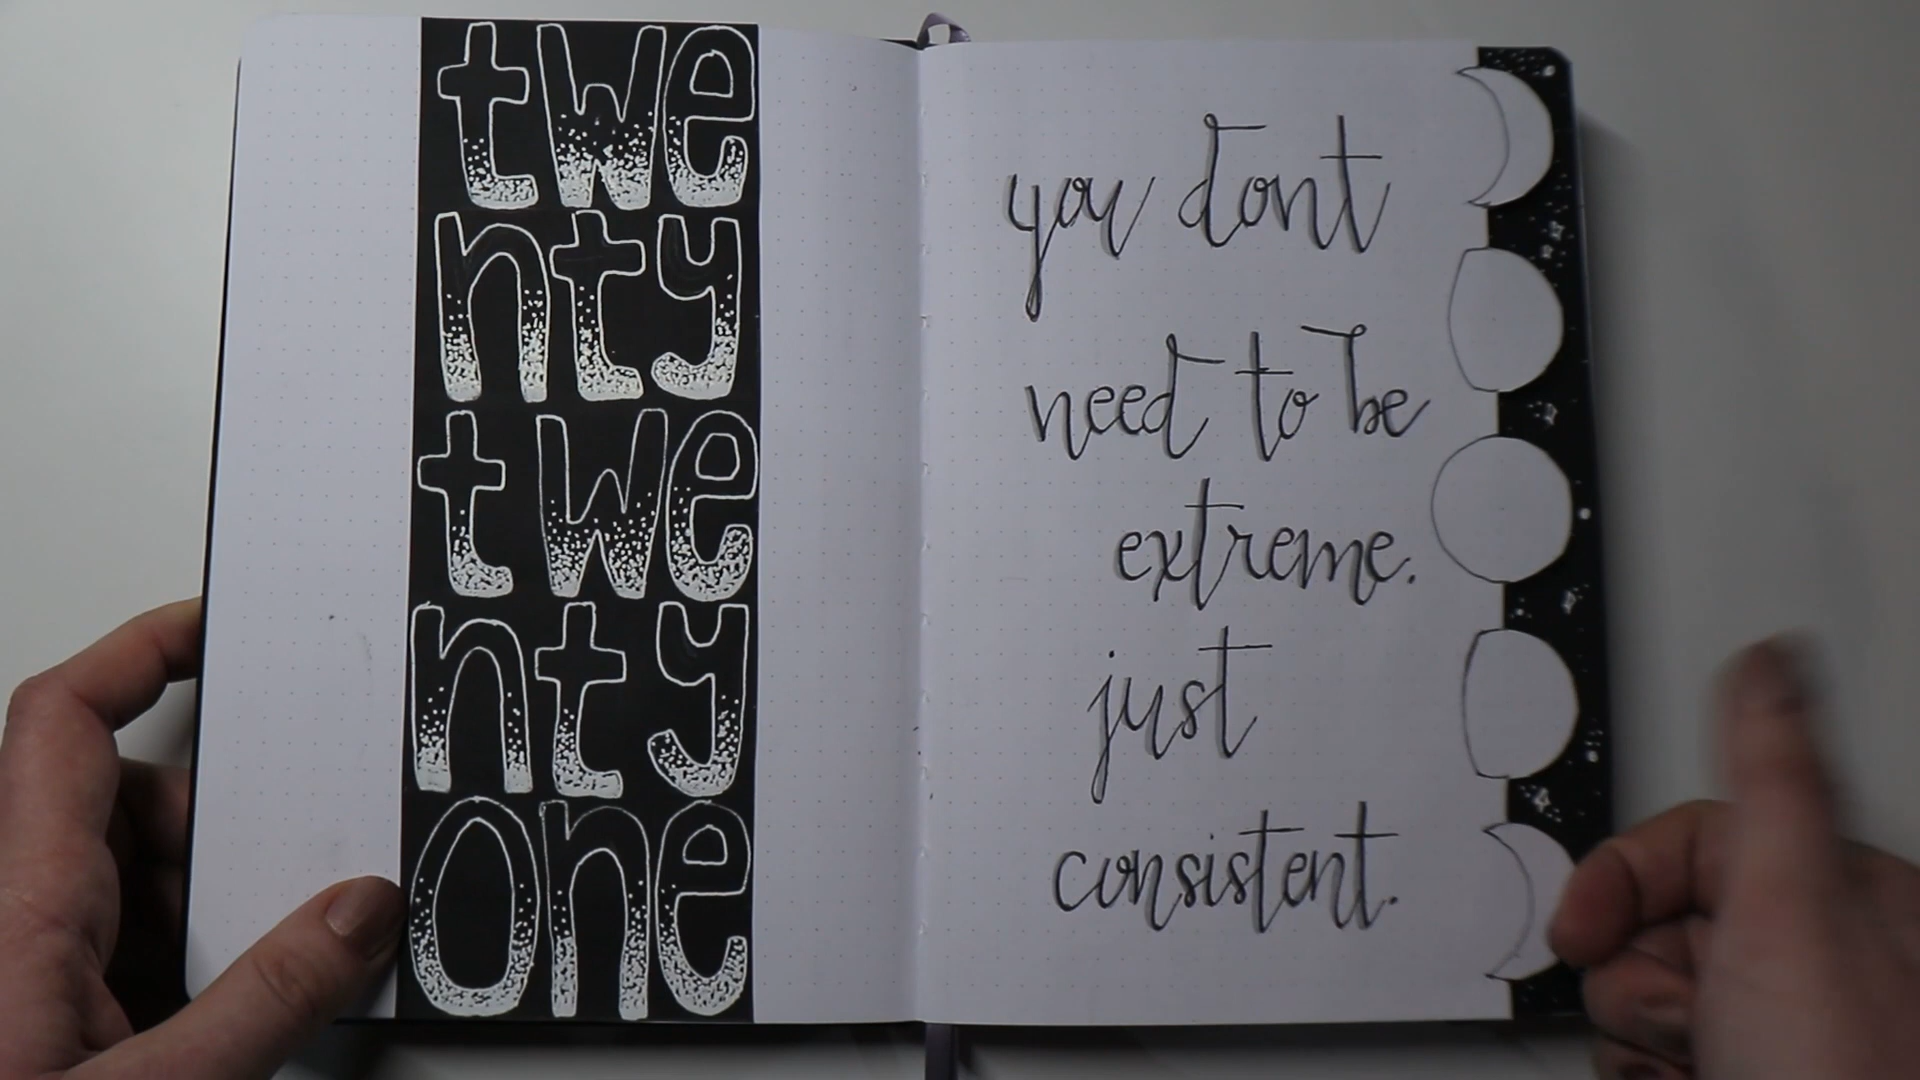 twe
nty
twe
nty
one
you dont
need to be
extreme.
just
consistent.